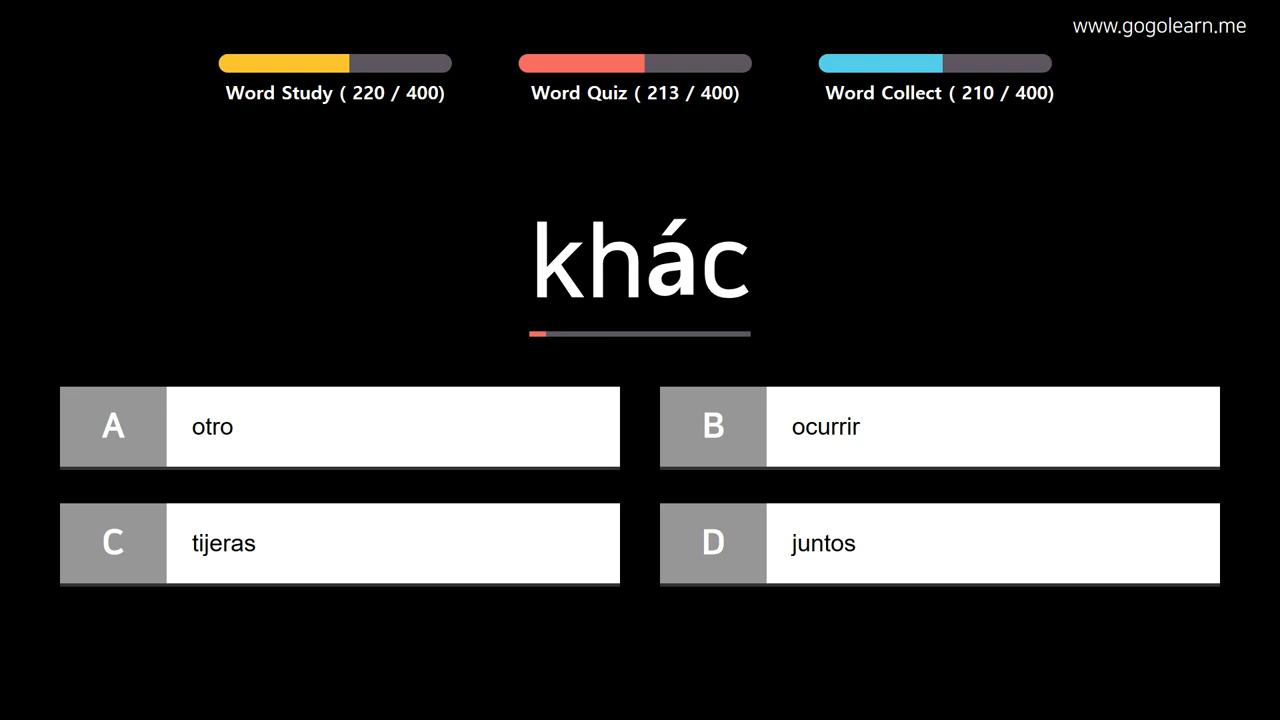 www.gogolearn.me
Word Study ( 220 / 400)
Word Quiz ( 213 / 400)
Word Collect ( 210 / 400)
khác
A otro
B ocurrir
C tijeras
D juntos